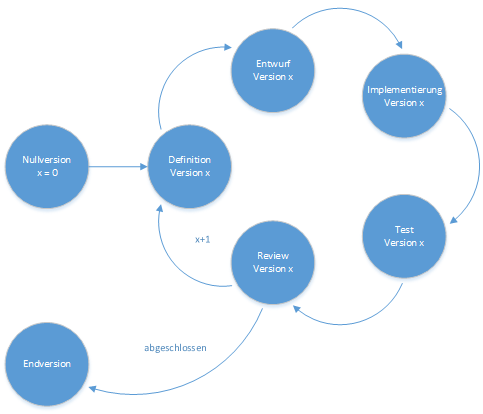 Nullversion
x = 0
Definition
Version x
Entwurf
Version x
Implementierung
Version x
Test
Version x
Review
Version x
x+1
abgeschlossen
Endversion